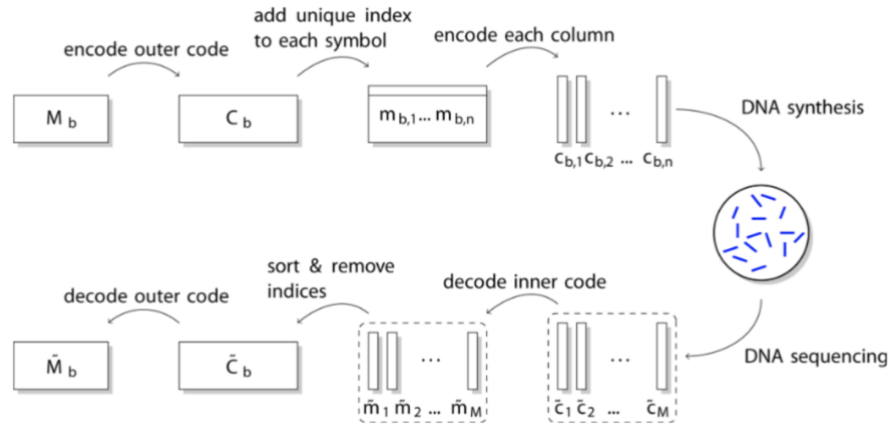 add unique index
to each symbol
encode outer code
encode each column
M b
C b
m b,1 ... m b,n
...
DNA synthesis
c b,1 c b,2 ... c b,n
sort & remove
indices
decode outer code
decode inner code
M̃ b
C̃ b
...
...
DNA sequencing
m̃ 1 m̃ 2 ... m̃ M
c̃ 1 c̃ 2 ... c̃ M